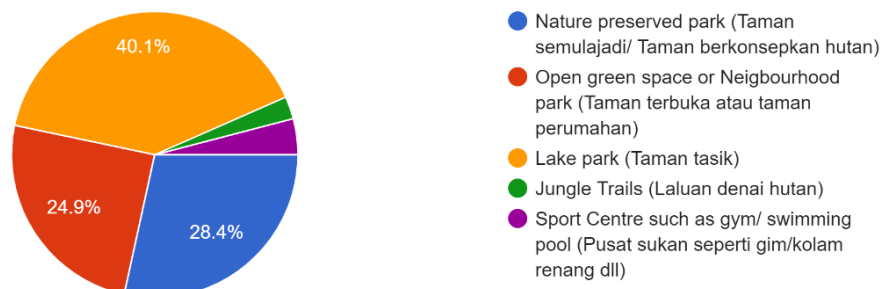 40.1%
24.9%
28.4%
Nature preserved park (Taman
semulajadi/ Taman berkonsepkan hutan)
Open green space or Neigbourhood
park (Taman terbuka atau taman
perumahan)
Lake park (Taman tasik)
Jungle Trails (Laluan denai hutan)
Sport Centre such as gym/ swimming
pool (Pusat sukan seperti gim/kolam
renang dll)